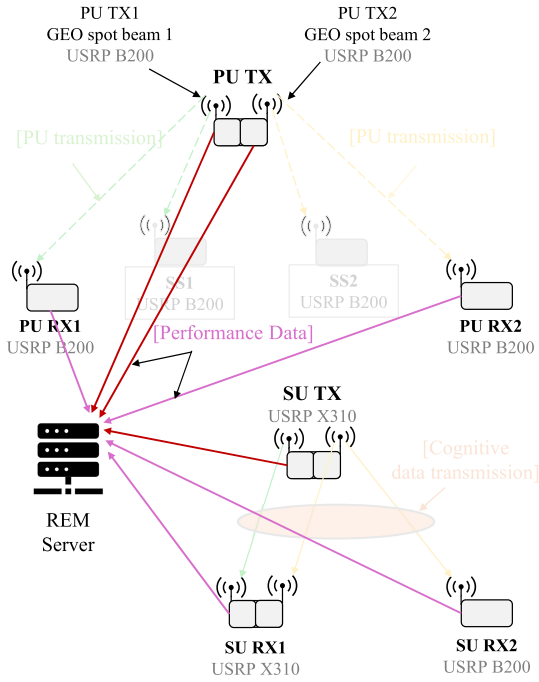 PU TX1
GEO spot beam 1
USRP B200
PU TX2
GEO spot beam 2
USRP B200
PU TX
[PU transmission]
[PU transmission]
SS1
USRP B200
SS2
USRP B200
PU RX1
USRP B200
[Performance Data]
PU RX2
USRP B200
SU TX
USRP X310
[Cognitive
data transmission]
REM
Server
SU RX1
USRP X310
SU RX2
USRP B200